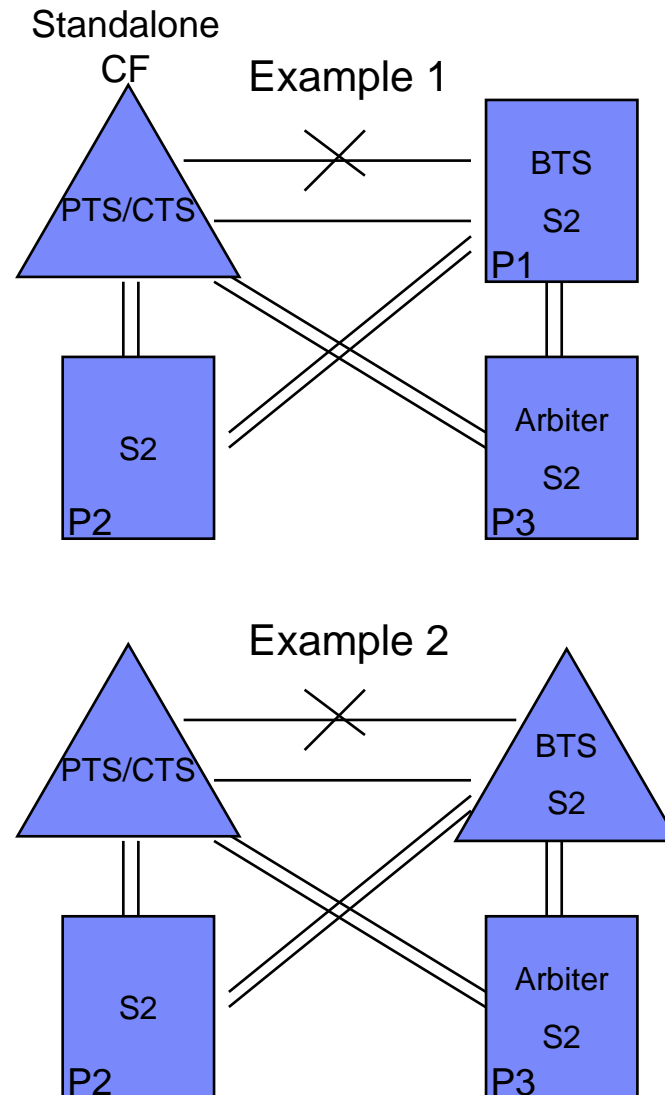 Standalone
CF
Example 1
PTS/CTS
BTS
S2
P1
S2
P2
Arbiter
S2
P3
Example 2
PTS/CTS
BTS
S2
S2
P2
Arbiter
S2
P3